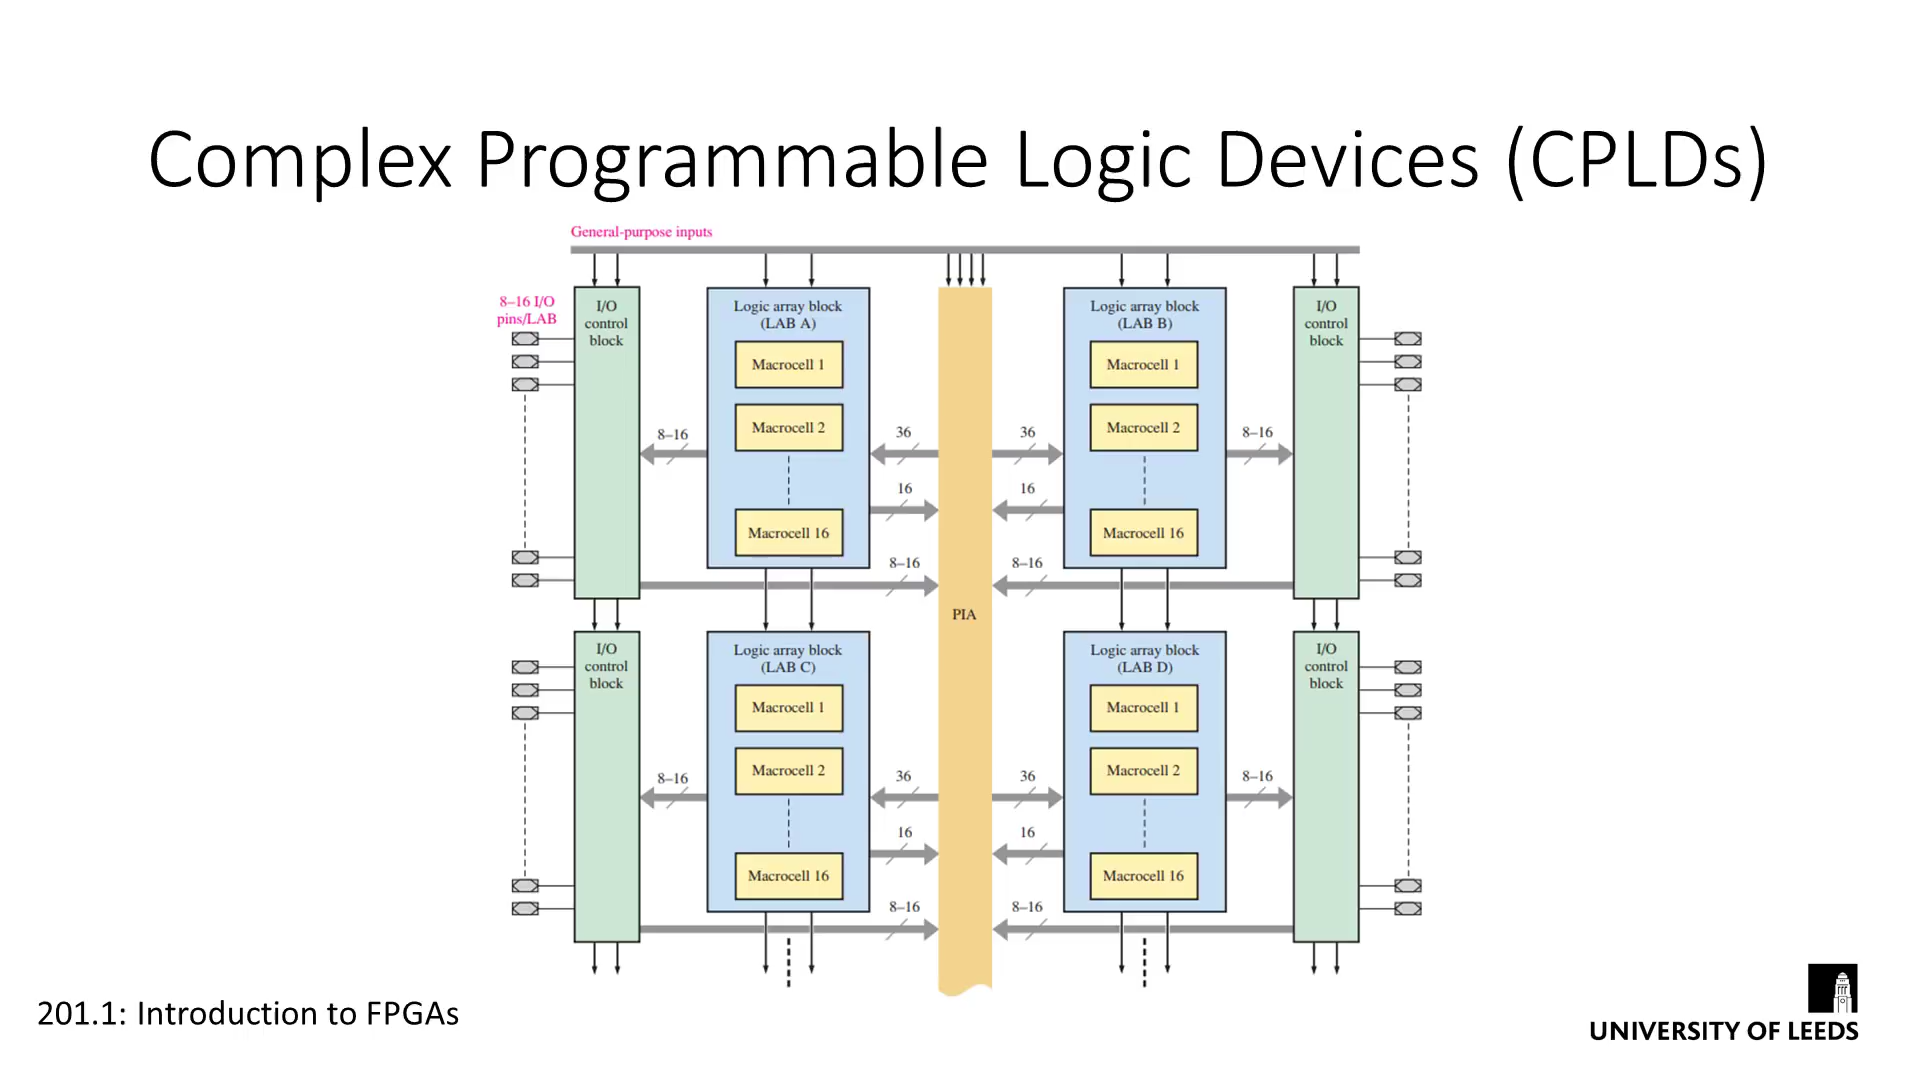 Complex Programmable Logic Devices (CPLDs)
General-purpose inputs
8–16 I/O
pins/LAB
I/O
control
block
Logic array block
(LAB A)
Macrocell 1
Macrocell 2
Macrocell 16
8–16
36
16
8–16
PIA
Logic array block
(LAB B)
Macrocell 1
Macrocell 2
Macrocell 16
36
16
8–16
8–16
I/O
control
block
I/O
control
block
Logic array block
(LAB C)
Macrocell 1
Macrocell 2
Macrocell 16
8–16
36
16
8–16
Logic array block
(LAB D)
Macrocell 1
Macrocell 2
Macrocell 16
36
16
8–16
8–16
I/O
control
block
201.1: Introduction to FPGAs
UNIVERSITY OF LEEDS